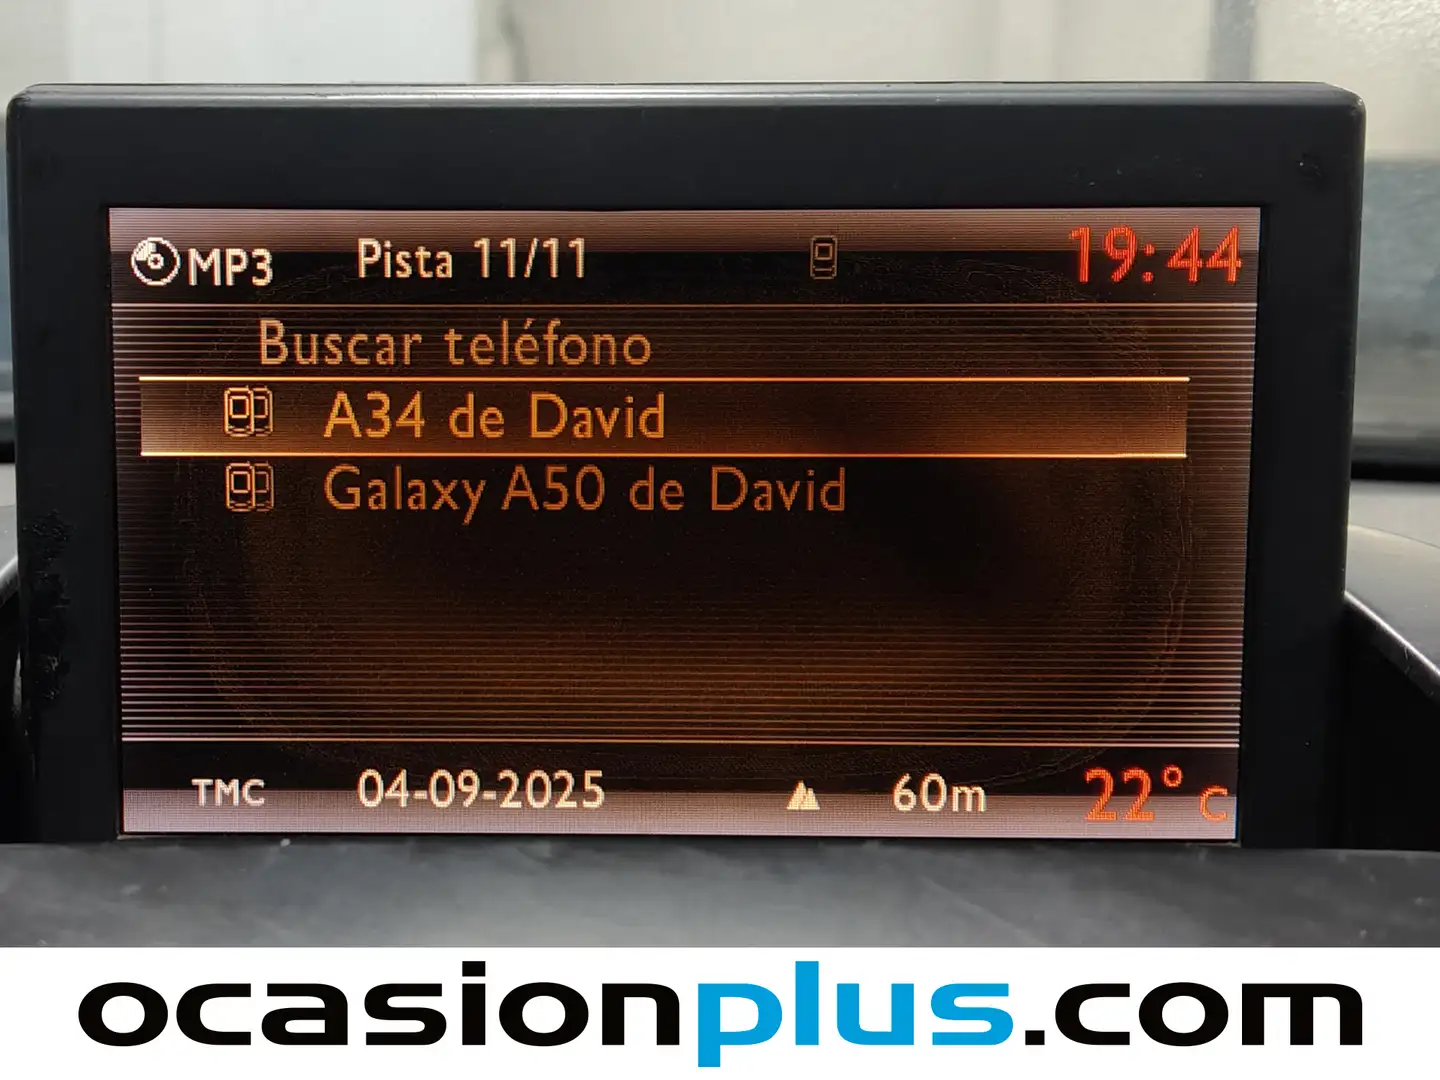 MP3 Pista 11/11 19:44
Buscar teléfono
A34 de David
Galaxy A50 de David
TMC 04-09-2025 60m 22° C
ocasionplus.com